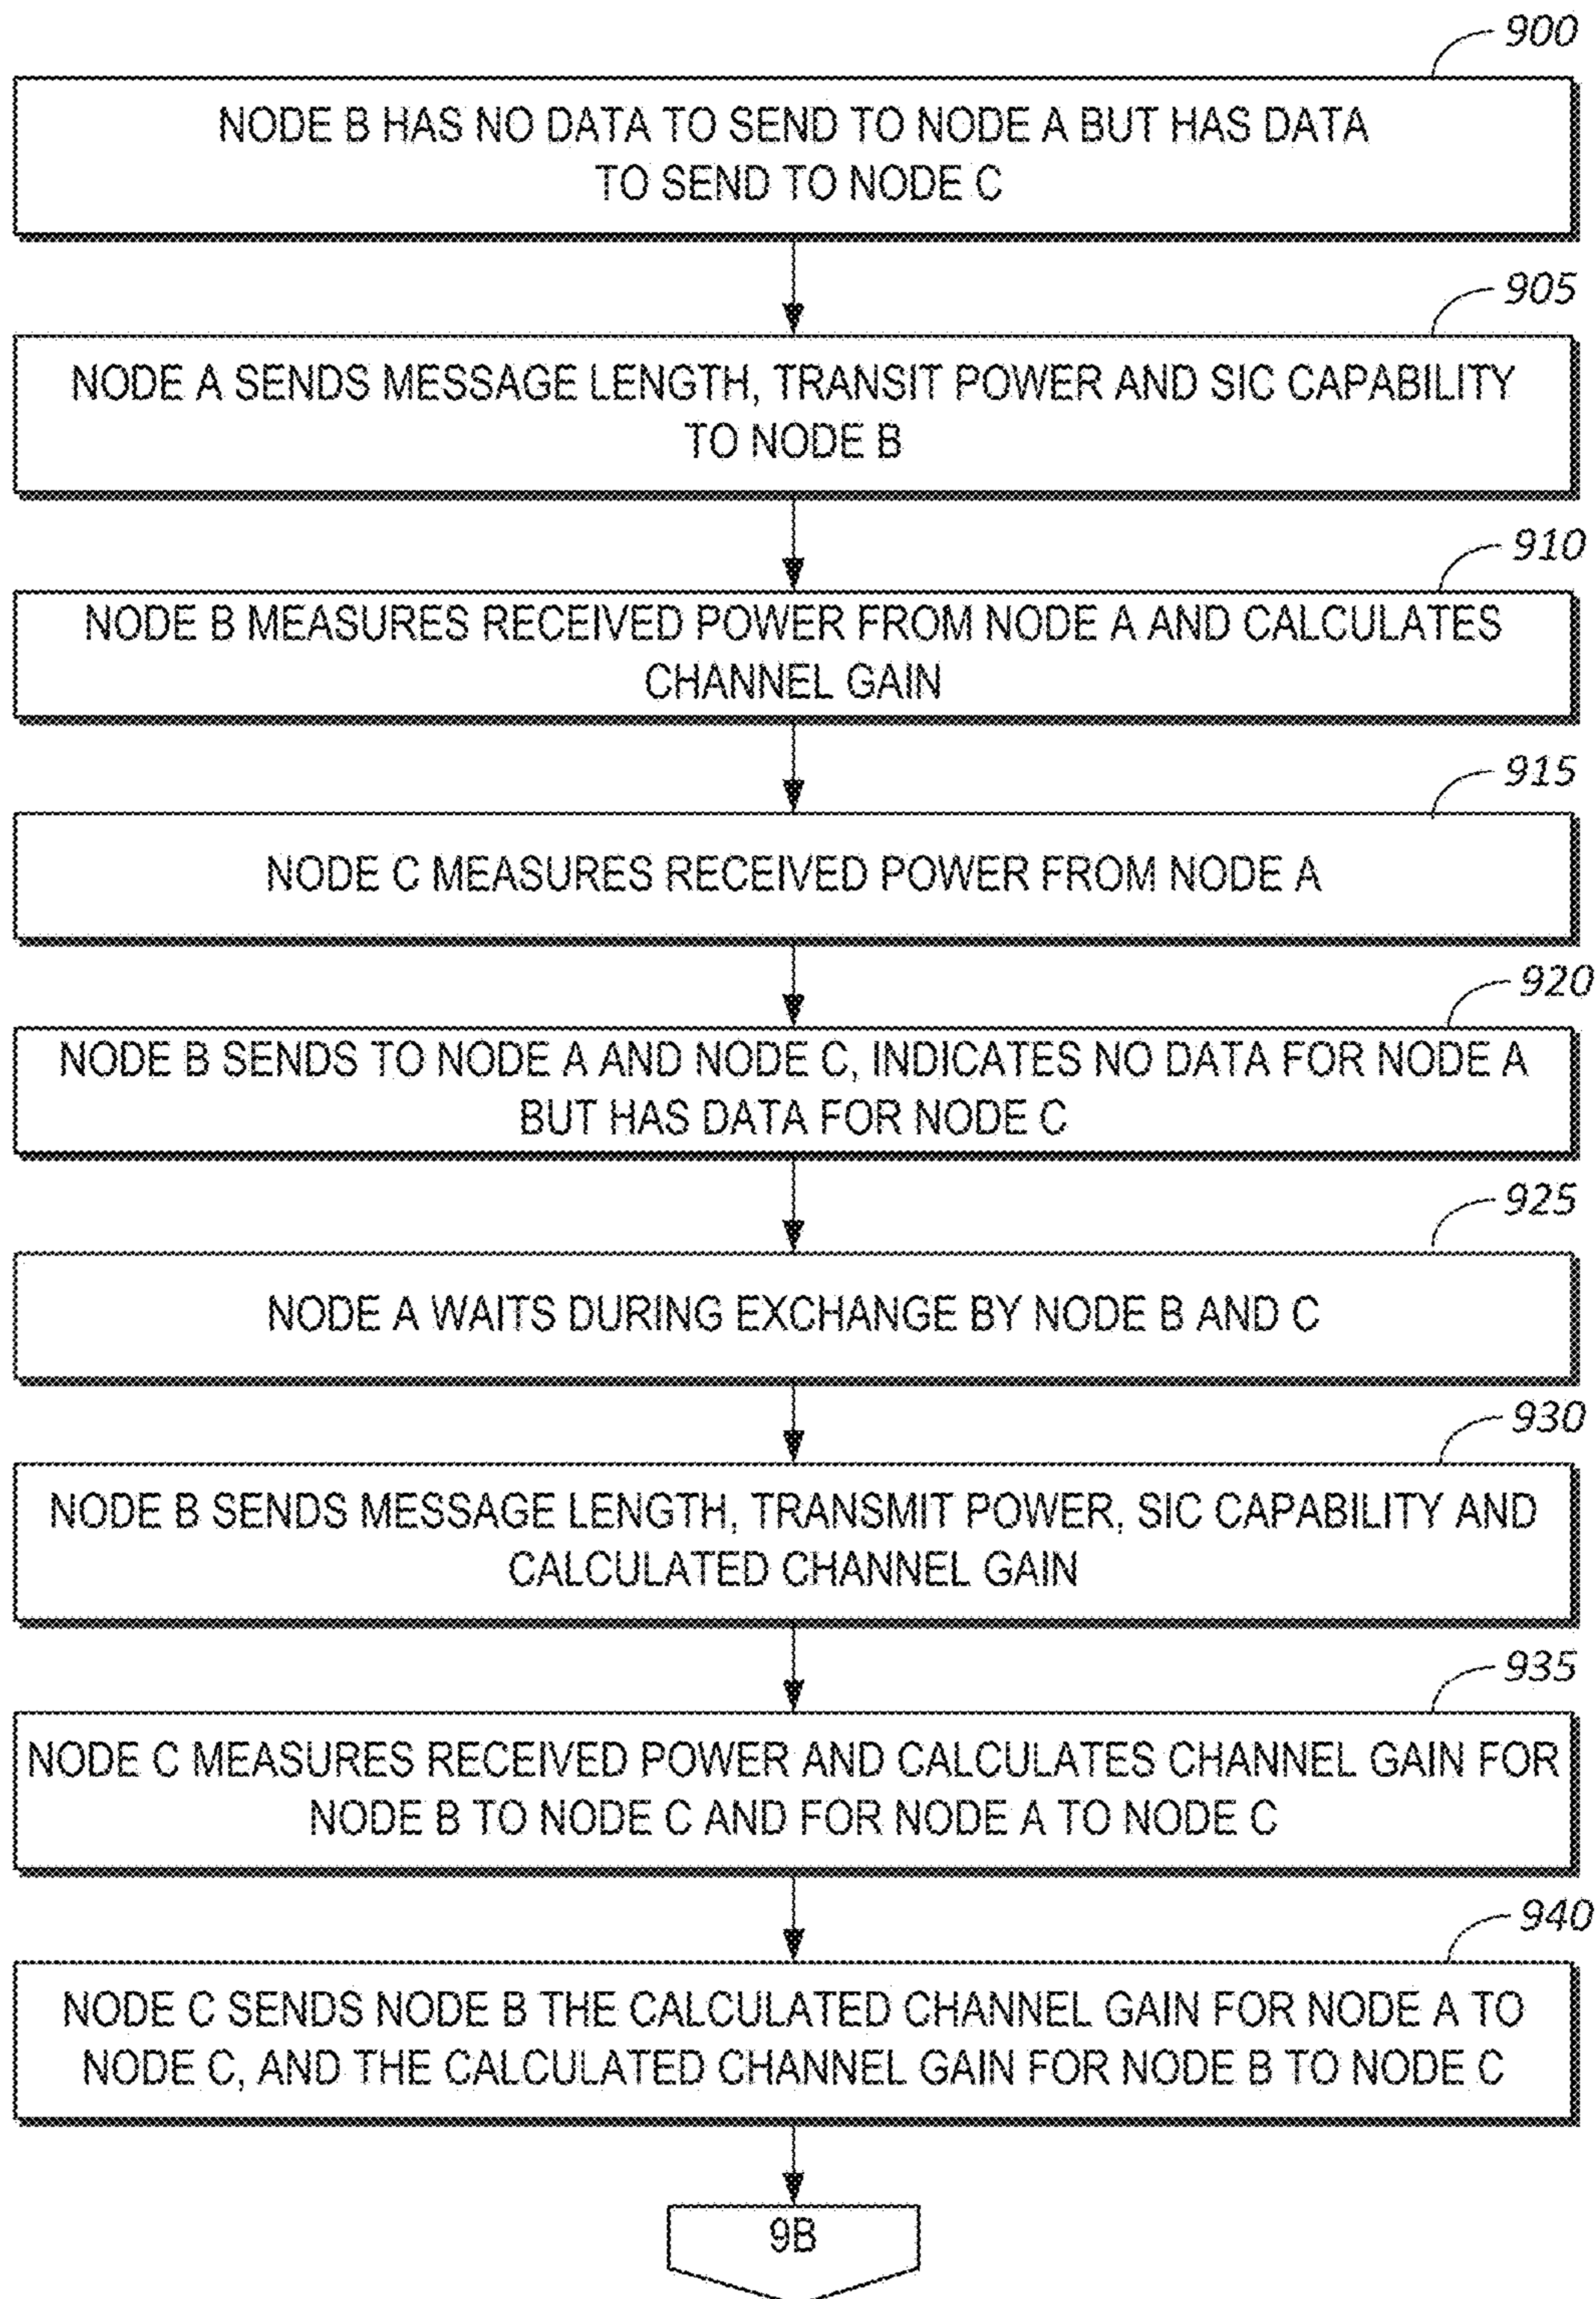 900
NODE B HAS NO DATA TO SEND TO NODE A BUT HAS DATA
TO SEND TO NODE C
905
NODE A SENDS MESSAGE LENGTH, TRANSIT POWER AND SIC CAPABILITY
TO NODE B
910
NODE B MEASURES RECEIVED POWER FROM NODE A AND CALCULATES
CHANNEL GAIN
915
NODE C MEASURES RECEIVED POWER FROM NODE A
920
NODE B SENDS TO NODE A AND NODE C, INDICATES NO DATA FOR NODE A
BUT HAS DATA FOR NODE C
925
NODE A WAITS DURING EXCHANGE BY NODE B AND C
930
NODE B SENDS MESSAGE LENGTH, TRANSMIT POWER, SIC CAPABILITY AND
CALCULATED CHANNEL GAIN
935
NODE C MEASURES RECEIVED POWER AND CALCULATES CHANNEL GAIN FOR
NODE B TO NODE C AND FOR NODE A TO NODE C
940
NODE C SENDS NODE B THE CALCULATED CHANNEL GAIN FOR NODE A TO
NODE C, AND THE CALCULATED CHANNEL GAIN FOR NODE B TO NODE C
9B